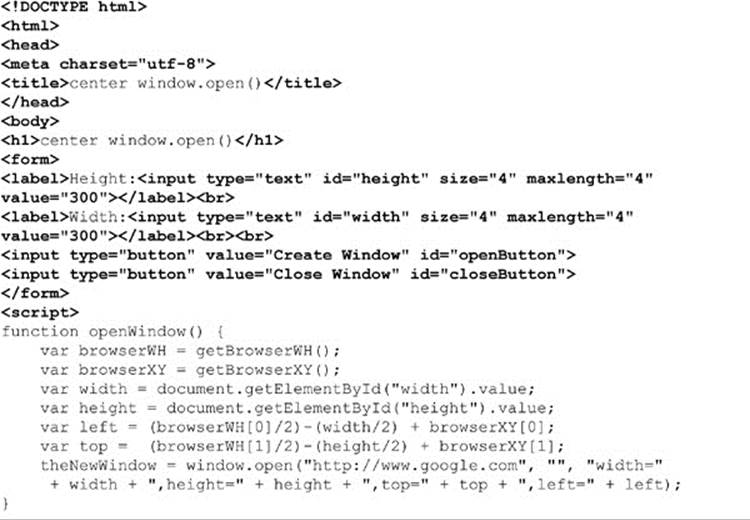 <!DOCTYPE html>
<html>
<head>
<meta charset="utf-8">
<title>center window.open()</title>
</head>
<body>
<h1>center window.open()</h1>
<form>
<label>Height:<input type="text" id="height" size="4" maxlength="4"
value="300"></label><br>
<label>Width:<input type="text" id="width" size="4" maxlength="4"
value="300"></label><br><br>
<input type="button" value="Create Window" id="openButton">
<input type="button" value="Close Window" id="closeButton">
</form>
<script>
function openWindow() {
    var browserWH = getBrowserWH();
    var browserXY = getBrowserXY();
    var width = document.getElementById("width").value;
    var height = document.getElementById("height").value;
    var left = (browserWH[0]/2)-(width/2) + browserXY[0];
    var top =  (browserWH[1]/2)-(height/2) + browserXY[1];
    theNewWindow = window.open("http://www.google.com", "", "width="
     + width + ",height=" + height + ",top=" + top + ",left=" + left);
}